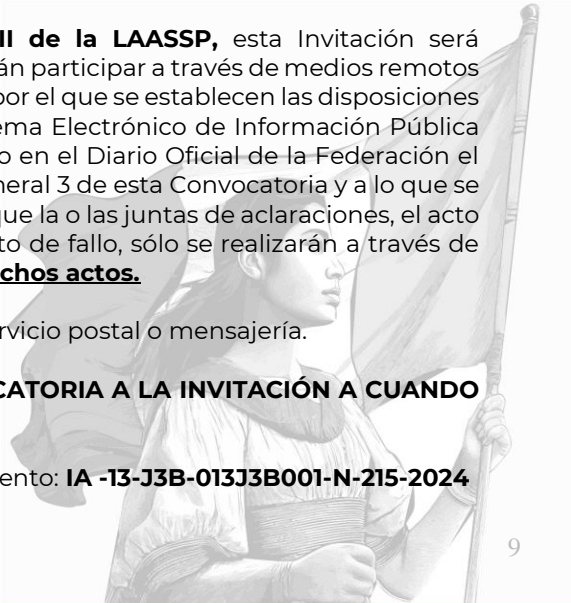 II de la LAASSP, esta Invitación será
án participar a través de medios remotos
por el que se establecen las disposiciones
ema Electrónico de Información Pública
o en el Diario Oficial de la Federación el
neral 3 de esta Convocatoria y a lo que se
que la o las juntas de aclaraciones, el acto
to de fallo, sólo se realizarán a través de
chos actos.
ervicio postal o mensajería.
CATORIA A LA INVITACIÓN A CUANDO
ento: IA -13-J3B-013J3B001-N-215-2024
9